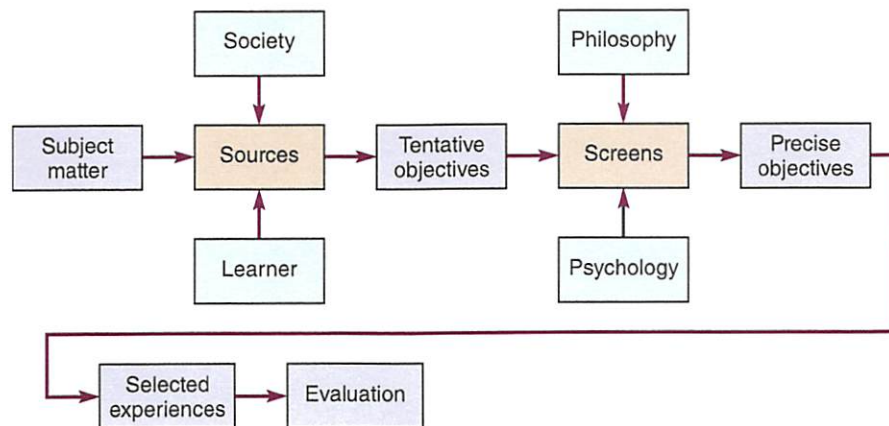 Society
Philosophy
Subject
matter
Sources
Tentative
objectives
Screens
Precise
objectives
Learner
Psychology
Selected
experiences
Evaluation